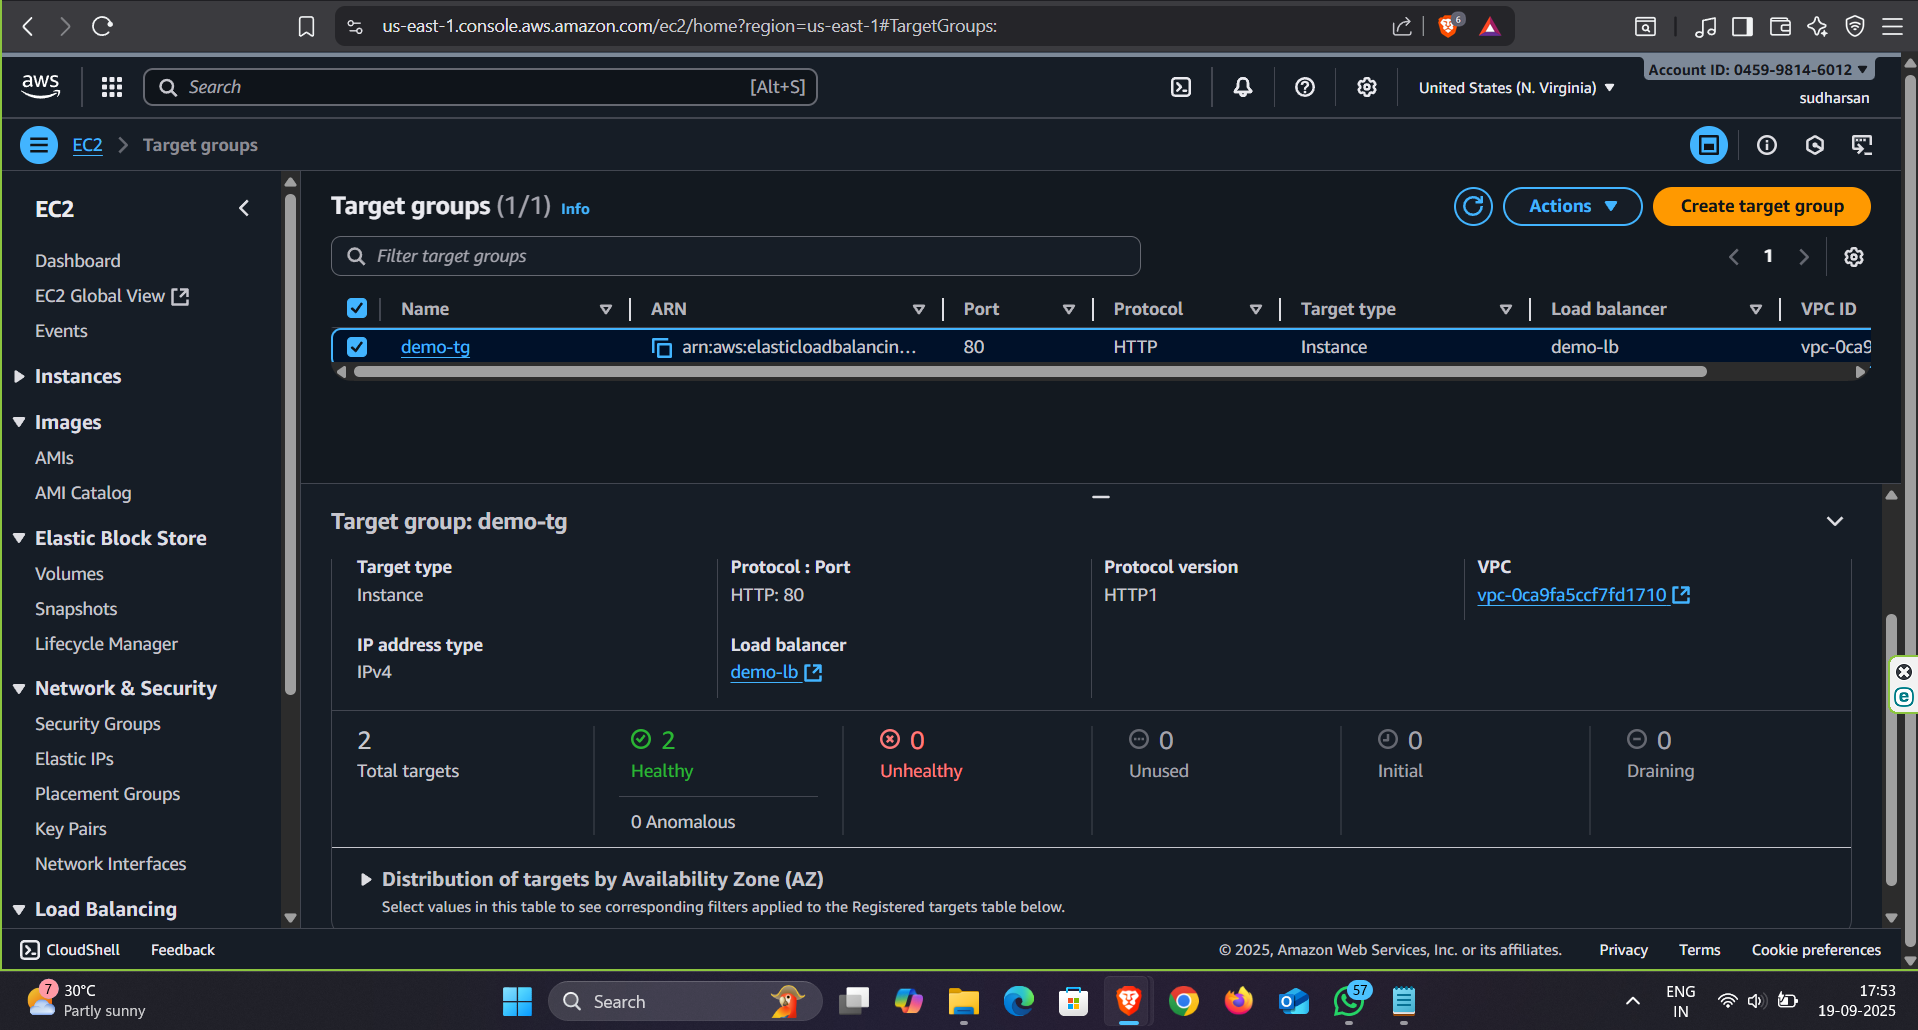 us-east-1.console.aws.amazon.com/ec2/home?region=us-east-1#TargetGroups:
6
aws
Search
[Alt+S]
United States (N. Virginia)
Account ID: 0459-9814-6012
sudharsan
EC2
Target groups
EC2
Dashboard
EC2 Global View
Events
Instances
Images
AMIs
AMI Catalog
Elastic Block Store
Volumes
Snapshots
Lifecycle Manager
Network & Security
Security Groups
Elastic IPs
Placement Groups
Key Pairs
Network Interfaces
Load Balancing
Target groups (1/1) Info
Actions
Create target group
Filter target groups
1
Name ARN Port Protocol Target type Load balancer VPC ID
demo-tg arn:aws:elasticloadbalancin... 80 HTTP Instance demo-lb vpc-0ca9
Target group: demo-tg
Target type
Instance
Protocol : Port
HTTP: 80
Protocol version
HTTP1
VPC
vpc-0ca9fa5ccf7fd1710
IP address type
IPv4
Load balancer
demo-lb
2
Total targets
2
Healthy
0 Anomalous
0
Unhealthy
0
Unused
0
Initial
0
Draining
Distribution of targets by Availability Zone (AZ)
Select values in this table to see corresponding filters applied to the Registered targets table below.
CloudShell
Feedback
© 2025, Amazon Web Services, Inc. or its affiliates.
Privacy
Terms
Cookie preferences
7
30°C
Partly sunny
Search
57
ENG
IN
17:53
19-09-2025